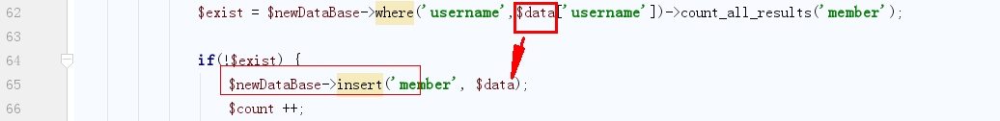 62 $exist = $newDataBase->where('username',$data['username'])->count_all_results('member');
63
64 if(!$exist) {
65 $newDataBase->insert('member', $data);
66 $count ++;